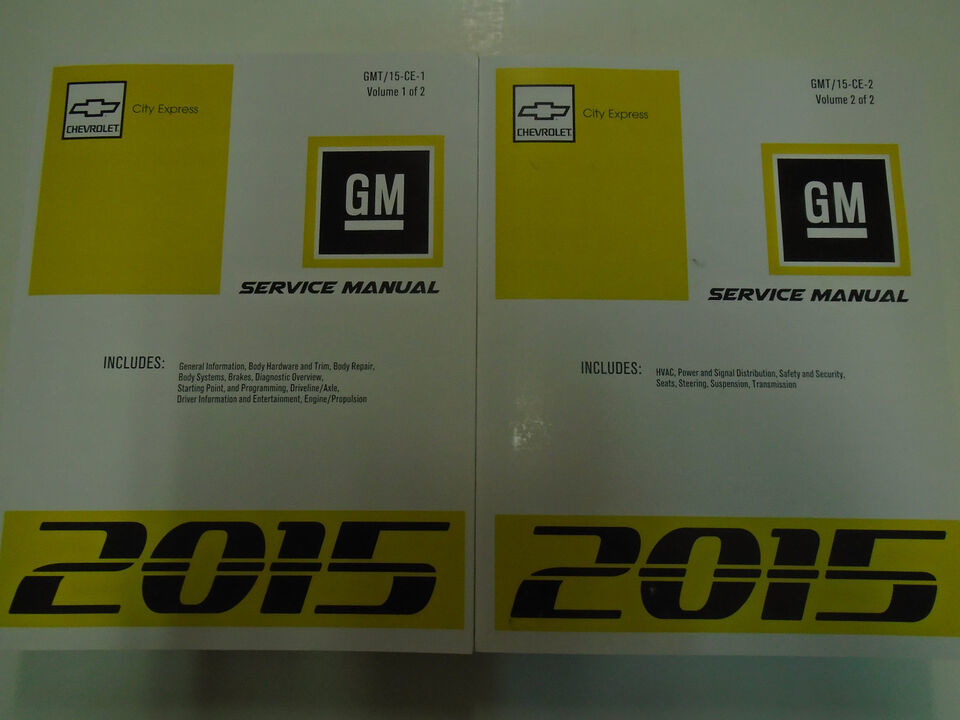 GMT/15-CE-1
Volume 1 of 2
City Express
CHEVROLET
GM
SERVICE MANUAL
INCLUDES:
General Information, Body Hardware and Trim, Body Repair,
Body Systems, Brakes, Diagnostic Overview,
Starting Point, and Programming, Driveline/Axle,
Driver Information and Entertainment, Engine/Propulsion
2015
GMT/15-CE-2
Volume 2 of 2
City Express
CHEVROLET
GM
SERVICE MANUAL
INCLUDES:
HVAC, Power and Signal Distribution, Safety and Security,
Seats, Steering, Suspension, Transmission
2015